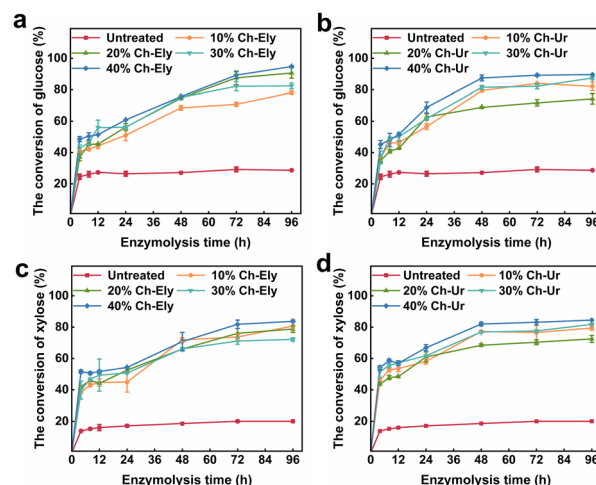 a
Untreated 10% Ch-Ely
20% Ch-Ely 30% Ch-Ely
40% Ch-Ely
The conversion of glucose (%)
100
80
60
40
20
0 12 24 36 48 60 72 84 96
Enzymolysis time (h)
b
Untreated 10% Ch-Ur
20% Ch-Ur 30% Ch-Ur
40% Ch-Ur
The conversion of glucose (%)
100
80
60
40
20
0 12 24 36 48 60 72 84 96
Enzymolysis time (h)
c
Untreated 10% Ch-Ely
20% Ch-Ely 30% Ch-Ely
40% Ch-Ely
The conversion of xylose (%)
100
80
60
40
20
0 12 24 36 48 60 72 84 96
Enzymolysis time (h)
d
Untreated 10% Ch-Ur
20% Ch-Ur 30% Ch-Ur
40% Ch-Ur
The conversion of xylose (%)
100
80
60
40
20
0 12 24 36 48 60 72 84 96
Enzymolysis time (h)